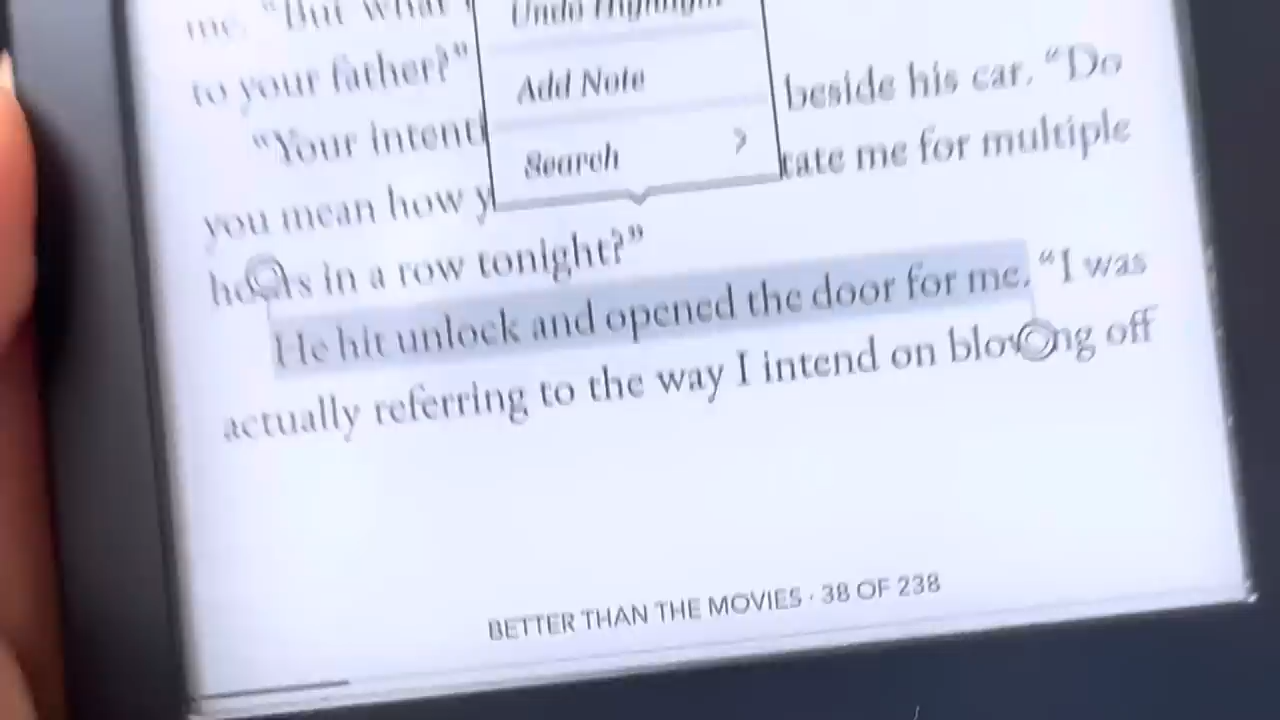 me. "But what
Undo Highlight
to your father?"
Add Note
beside his car. "Do
"Your intent
Search
tate me for multiple
you mean how y
in a row tonight?"
He hit unlock and opened the door for me. "I was
actually referring to the way I intend on off
BETTER THAN THE MOVIES · 38 OF 238